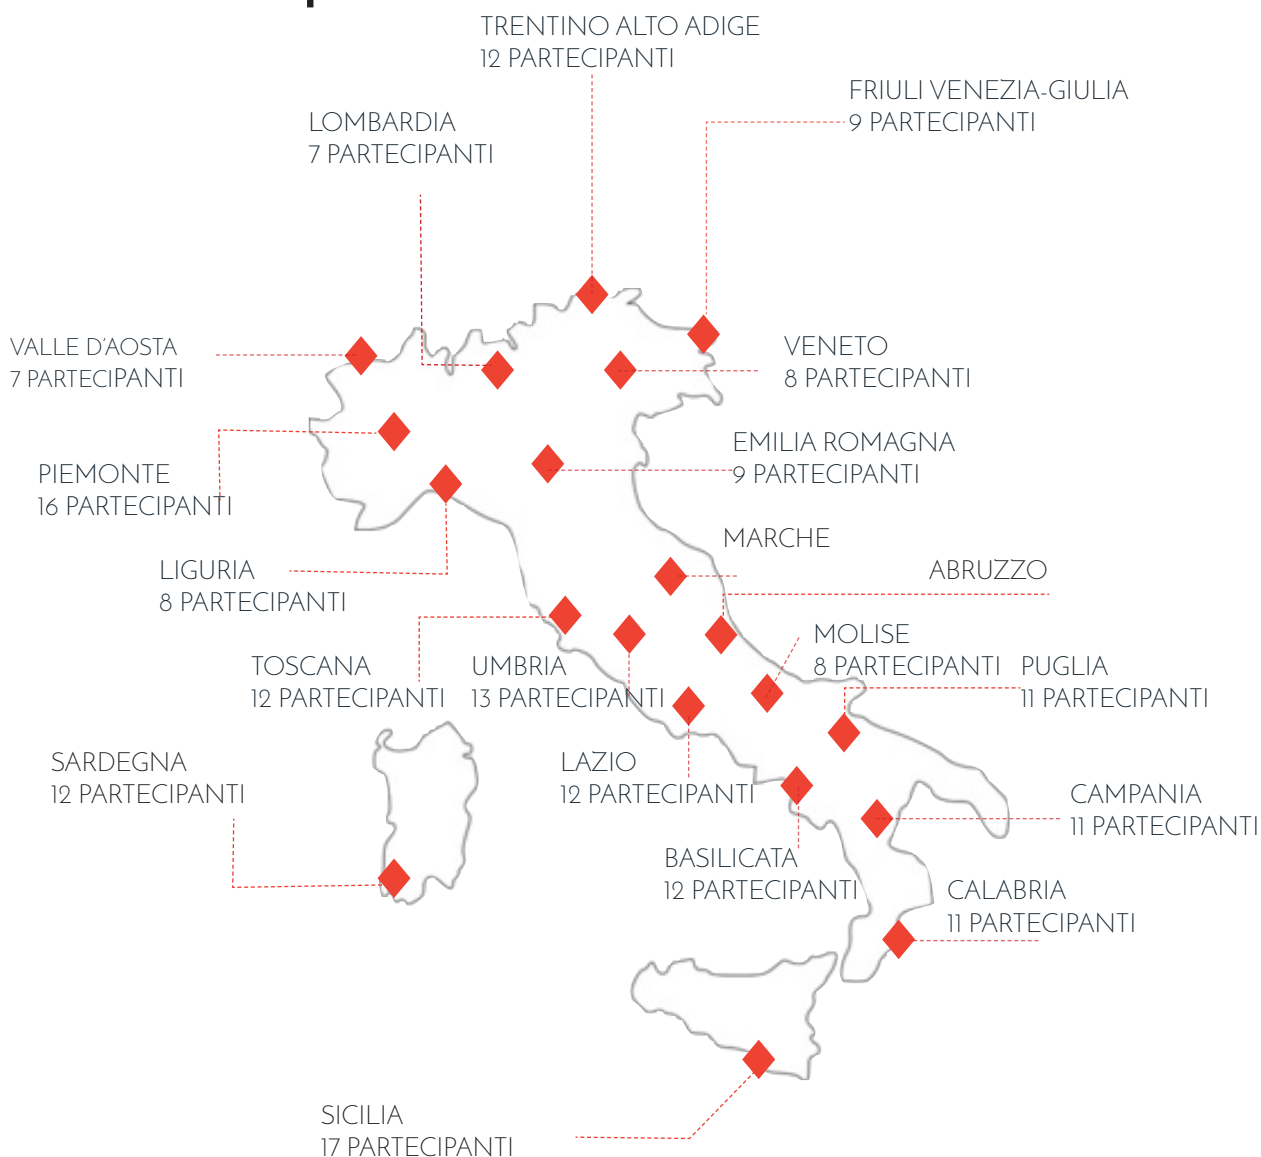 TRENTINO ALTO ADIGE
12 PARTECIPANTI
FRIULI VENEZIA-GIULIA
9 PARTECIPANTI
LOMBARDIA
7 PARTECIPANTI
VALLE D'AOSTA
7 PARTECIPANTI
VENETO
8 PARTECIPANTI
EMILIA ROMAGNA
9 PARTECIPANTI
PIEMONTE
16 PARTECIPANTI
MARCHE
ABRUZZO
LIGURIA
8 PARTECIPANTI
MOLISE
8 PARTECIPANTI
TOSCANA
12 PARTECIPANTI
UMBRIA
13 PARTECIPANTI
PUGLIA
11 PARTECIPANTI
SARDEGNA
12 PARTECIPANTI
LAZIO
12 PARTECIPANTI
CAMPANIA
11 PARTECIPANTI
BASILICATA
12 PARTECIPANTI
CALABRIA
11 PARTECIPANTI
SICILIA
17 PARTECIPANTI